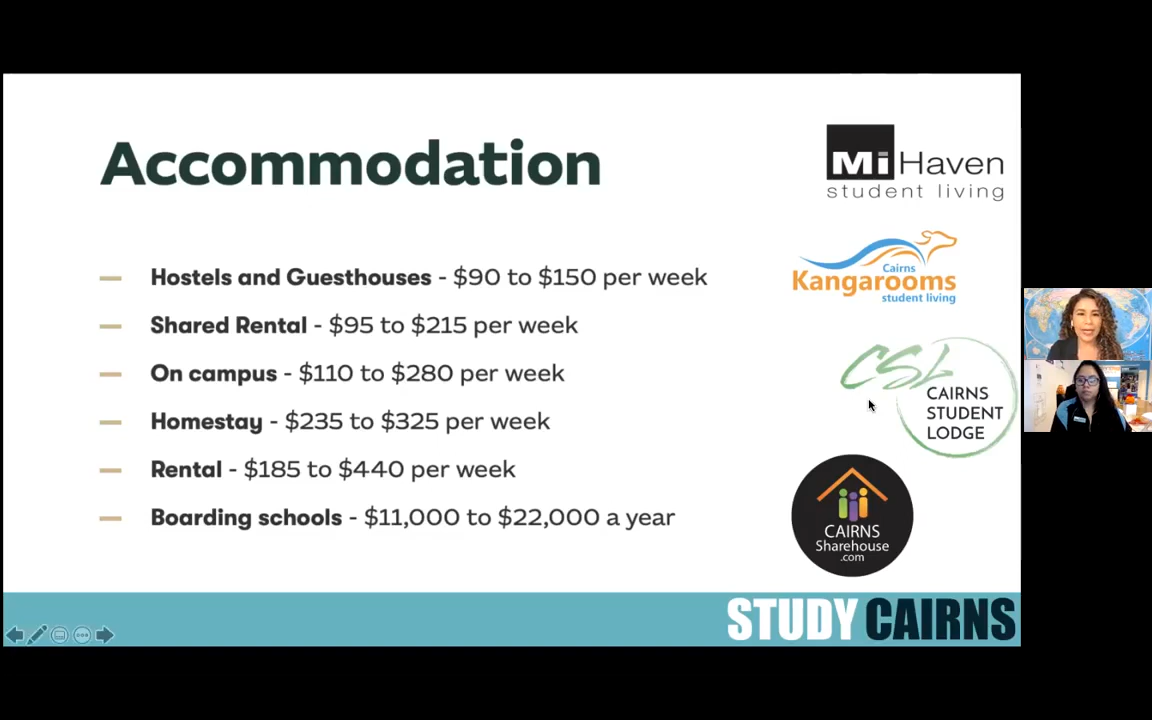 Accommodation
— Hostels and Guesthouses - $90 to $150 per week
— Shared Rental - $95 to $215 per week
— On campus - $110 to $280 per week
— Homestay - $235 to $325 per week
— Rental - $185 to $440 per week
— Boarding schools - $11,000 to $22,000 a year
Mi Haven
student living
Cairns
Kangarooms
student living
CSL
CAIRNS
STUDENT
LODGE
CAIRNS
Sharehouse
.com
STUDY CAIRNS